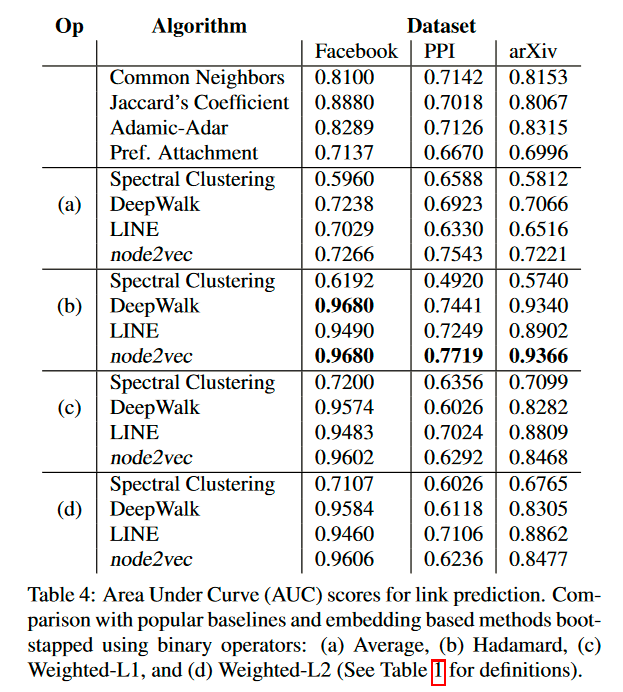 Op Algorithm Dataset
Facebook PPI arXiv
Common Neighbors 0.8100 0.7142 0.8153
Jaccard's Coefficient 0.8880 0.7018 0.8067
Adamic-Adar 0.8289 0.7126 0.8315
Pref. Attachment 0.7137 0.6670 0.6996
Spectral Clustering 0.5960 0.6588 0.5812
(a) DeepWalk 0.7238 0.6923 0.7066
LINE 0.7029 0.6330 0.6516
node2vec 0.7266 0.7543 0.7221
Spectral Clustering 0.6192 0.4920 0.5740
(b) DeepWalk 0.9680 0.7441 0.9340
LINE 0.9490 0.7249 0.8902
node2vec 0.9680 0.7719 0.9366
Spectral Clustering 0.7200 0.6356 0.7099
(c) DeepWalk 0.9574 0.6026 0.8282
LINE 0.9483 0.7024 0.8809
node2vec 0.9602 0.6292 0.8468
Spectral Clustering 0.7107 0.6026 0.6765
(d) DeepWalk 0.9584 0.6118 0.8305
LINE 0.9460 0.7106 0.8862
node2vec 0.9606 0.6236 0.8477
Table 4: Area Under Curve (AUC) scores for link prediction. Com-
parison with popular baselines and embedding based methods boot-
stapped using binary operators: (a) Average, (b) Hadamard, (c)
Weighted-L1, and (d) Weighted-L2 (See Table 1 for definitions).